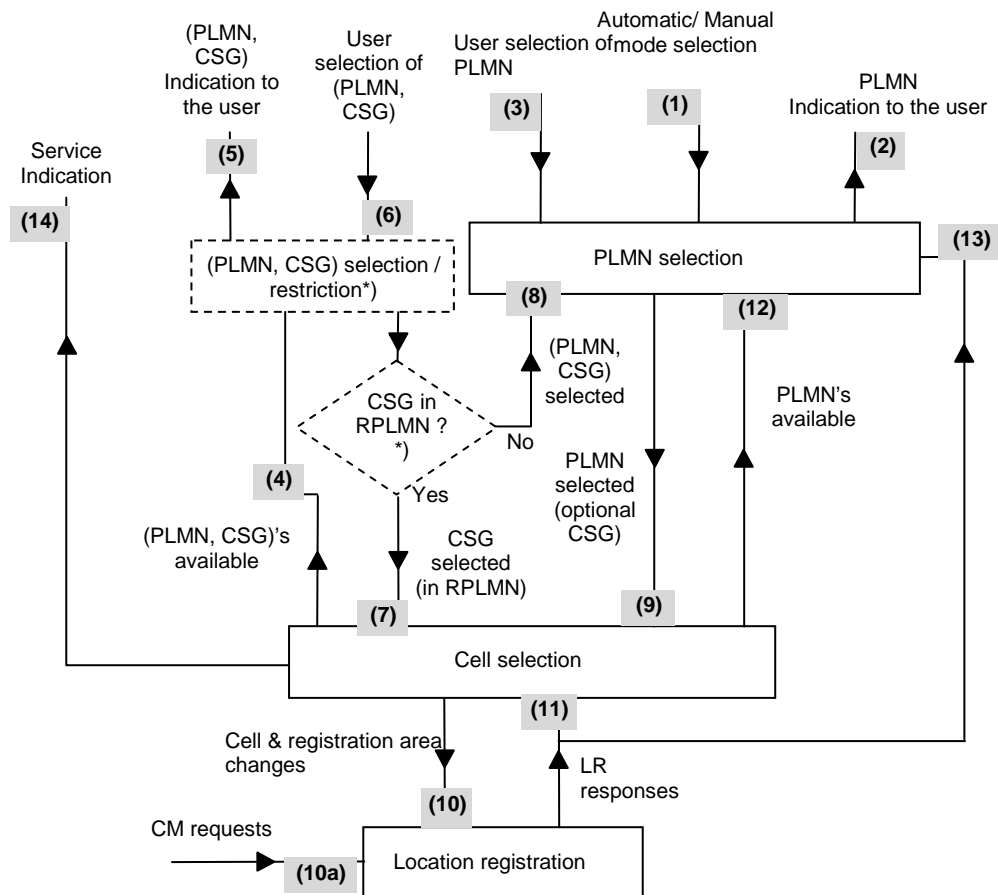 (PLMN,
CSG)
Indication to
the user
User
selection of
(PLMN,
CSG)
User selection of
PLMN
Automatic/ Manual
mode selection
PLMN
Indication to the user
(3)
(1)
(2)
(5)
Service
Indication
(14)
(6)
(13)
(PLMN, CSG) selection /
restriction*)
PLMN selection
(8)
(12)
(PLMN,
CSG)
selected
CSG in
RPLMN ?
*)
No
PLMN's
available
(4)
Yes
PLMN
selected
(optional
CSG)
(PLMN, CSG)'s
available
CSG
selected
(in RPLMN)
(7)
(9)
Cell selection
(11)
Cell & registration area
changes
LR
responses
(10)
CM requests
(10a)
Location registration